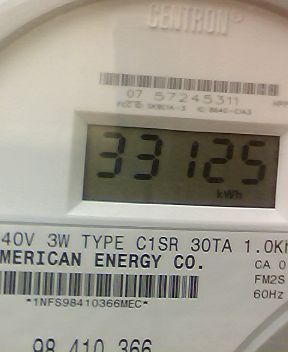 CENTRON®
07 57245311
33125
kWh
40V 3W TYPE C1SR 30TA 1.0Kh
MERICAN ENERGY CO. CA 0
FM2S
60Hz
*1NFS98410366MEC*
98 410 366